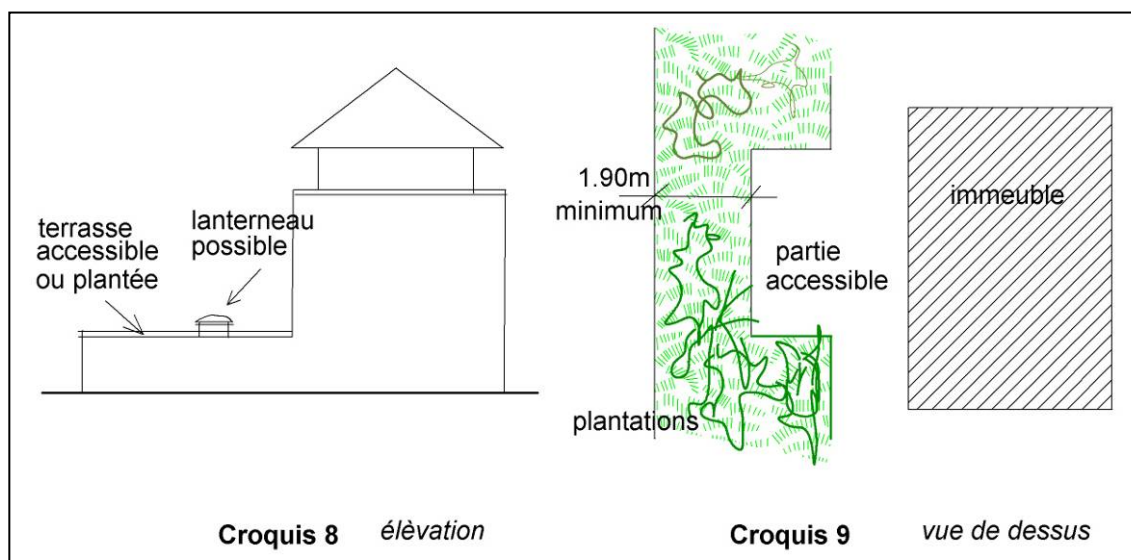 terrasse
accessible
ou plantée
lanterneau
possible
1.90m
minimum
partie
accessible
immeuble
plantations
Croquis 8 élèvation
Croquis 9 vue de dessus